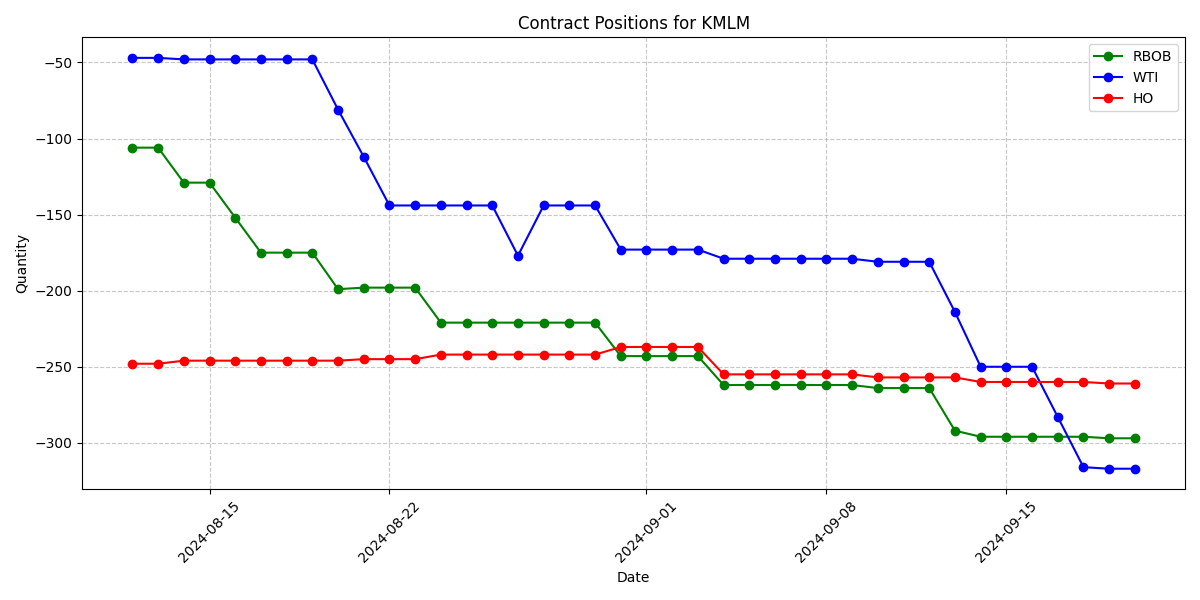 Contract Positions for KMLM
RBOB
WTI
HO
Quantity
−50
−100
−150
−200
−250
−300
2024-08-15
2024-08-22
2024-09-01
2024-09-08
2024-09-15
Date